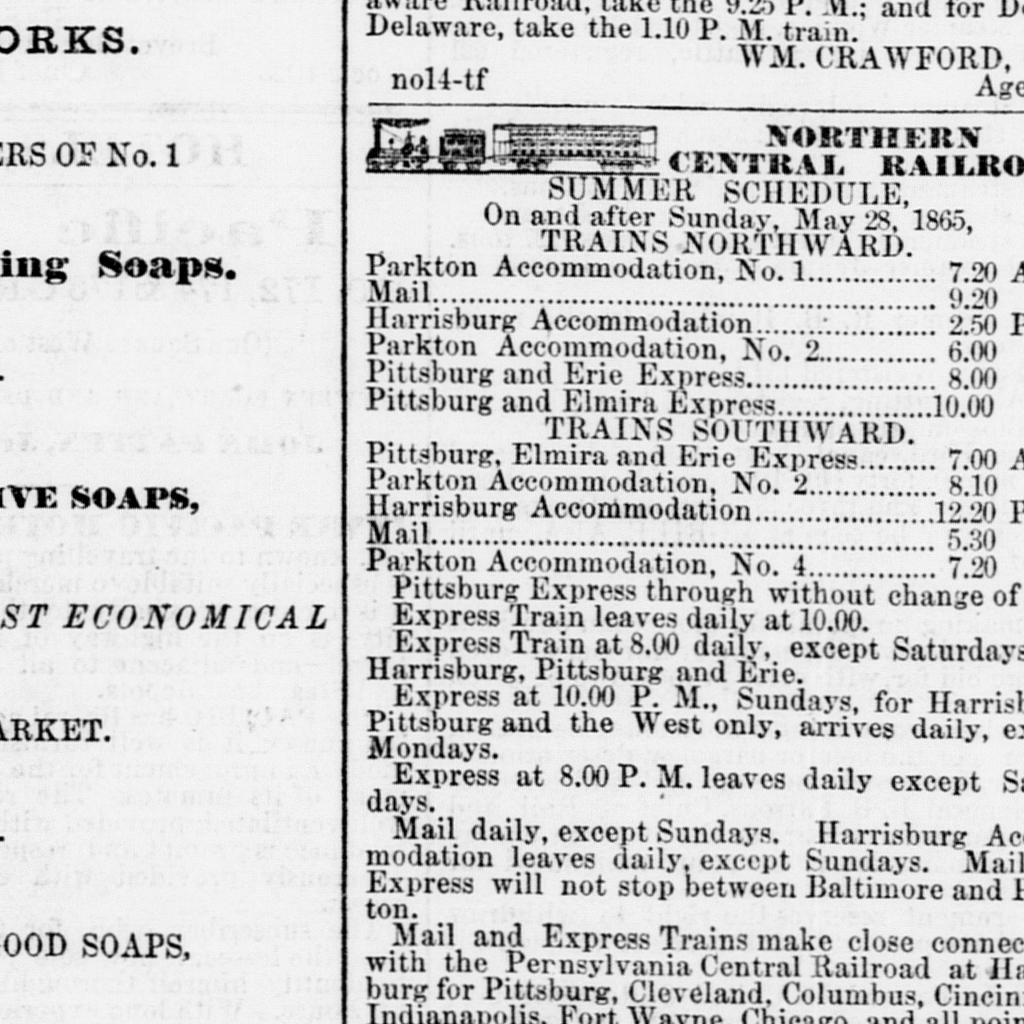 ORKS.
ERS OF No. 1
ing Soaps.
IVE SOAPS,
ST ECONOMICAL
ARKET.
GOOD SOAPS,
aware Railroad, take the 9.25 P. M.; and for De
Delaware, take the 1.10 P. M. train.
WM. CRAWFORD,
no14-tf Age
NORTHERN
CENTRAL RAILRO
SUMMER SCHEDULE,
On and after Sunday, May 28, 1865,
TRAINS NORTHWARD.
Parkton Accommodation, No. 1........... 7.20 A
Mail........................................................... 9.20
Harrisburg Accommodation.................. 2.50 P
Parkton Accommodation, No. 2............ 6.00
Pittsburg and Erie Express.................... 8.00
Pittsburg and Elmira Express...............10.00
TRAINS SOUTHWARD.
Pittsburg, Elmira and Erie Express........ 7.00 A
Parkton Accommodation, No. 2............. 8.10
Harrisburg Accommodation..................12.20 P
Mail........................................................... 5.30
Parkton Accommodation, No. 4............. 7.20
Pittsburg Express through without change of
Express Train leaves daily at 10.00.
Express Train at 8.00 daily, except Saturdays
Harrisburg, Pittsburg and Erie.
Express at 10.00 P. M., Sundays, for Harrisb
Pittsburg and the West only, arrives daily, ex
Mondays.
Express at 8.00 P. M. leaves daily except Sa
days.
Mail daily, except Sundays. Harrisburg Acc
modation leaves daily, except Sundays. Mail
Express will not stop between Baltimore and P
ton.
Mail and Express Trains make close connec
with the Pernsylvania Central Railroad at Ha
burg for Pittsburg, Cleveland, Columbus, Cincin
Indianapolis, Fort Wayne, Chicago, and all poin